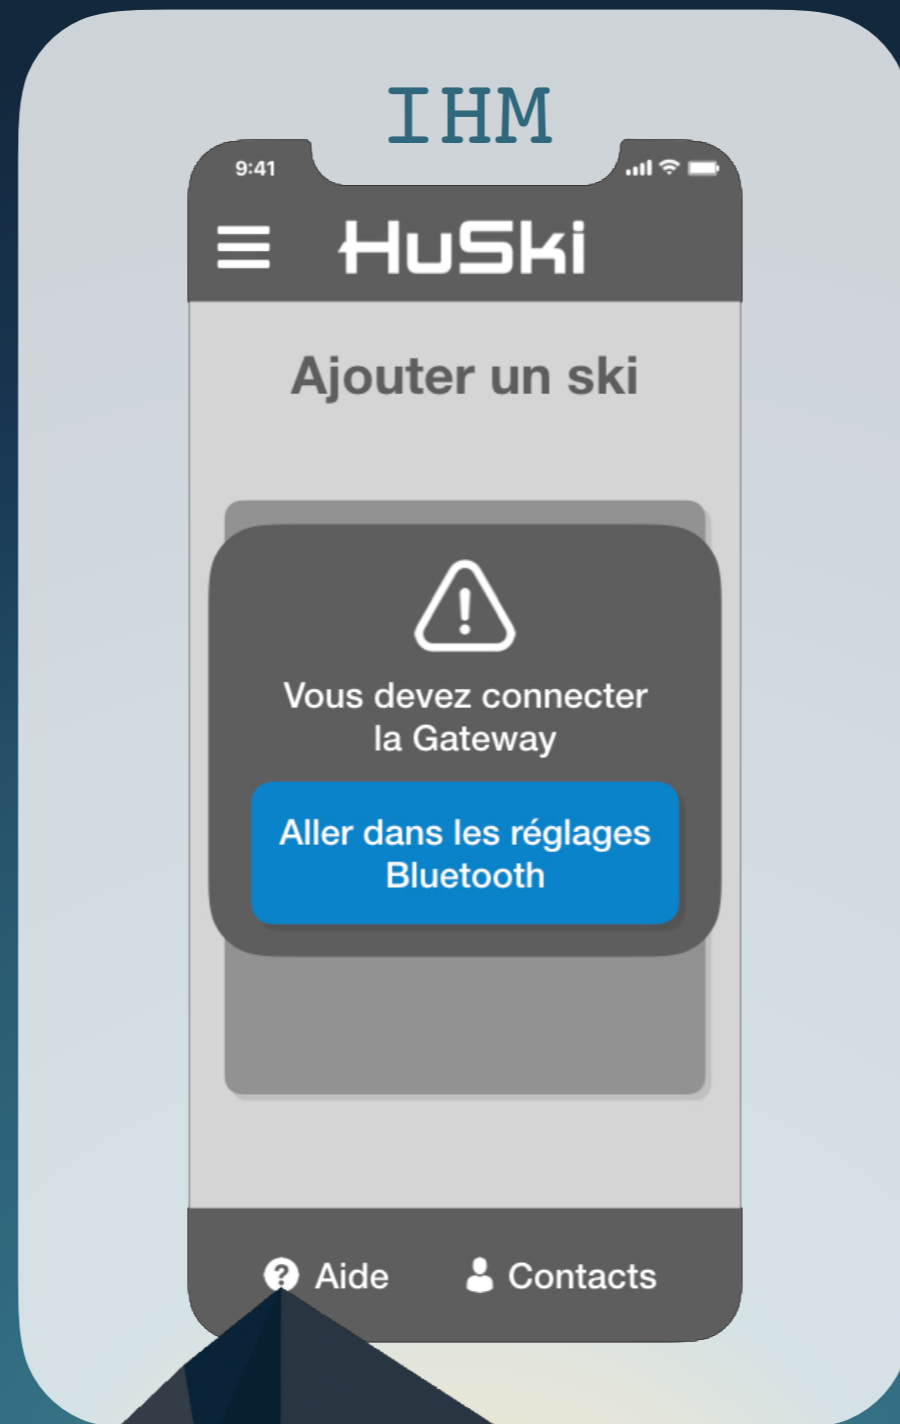 IHM
9:41
HuSki
Ajouter un ski
Vous devez connecter
la Gateway
Aller dans les réglages
Bluetooth
Aide
Contacts